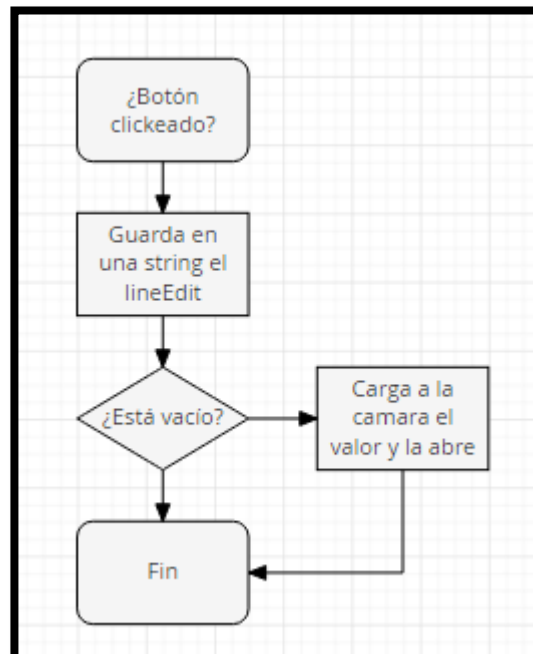 ¿Botón
clickeado?
Guarda en
una string el
lineEdit
¿Está vacío?
Carga a la
camara el
valor y la abre
Fin